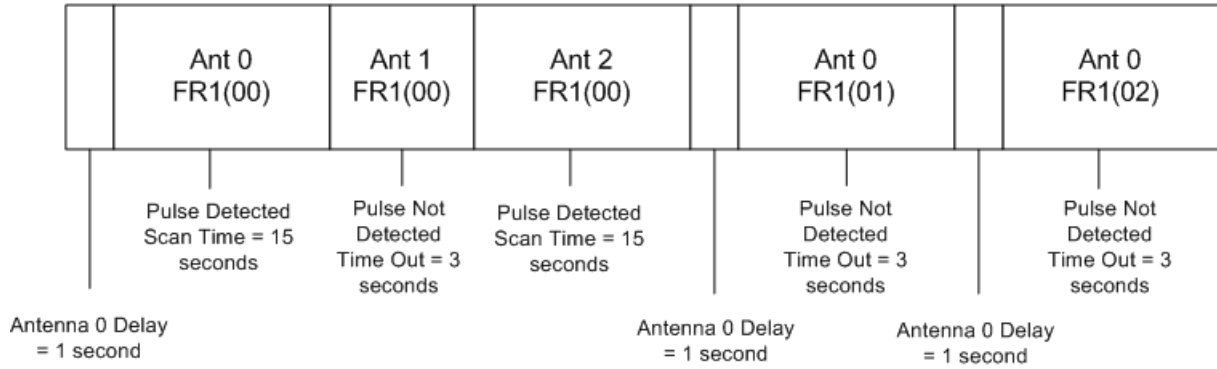 Ant 0
FR1(00)
Ant 1
FR1(00)
Ant 2
FR1(00)
Ant 0
FR1(01)
Ant 0
FR1(02)
Pulse Detected
Scan Time = 15
seconds
Pulse Not
Detected
Time Out = 3
seconds
Pulse Detected
Scan Time = 15
seconds
Pulse Not
Detected
Time Out = 3
seconds
Pulse Not
Detected
Time Out = 3
seconds
Antenna 0 Delay
= 1 second
Antenna 0 Delay
= 1 second
Antenna 0 Delay
= 1 second